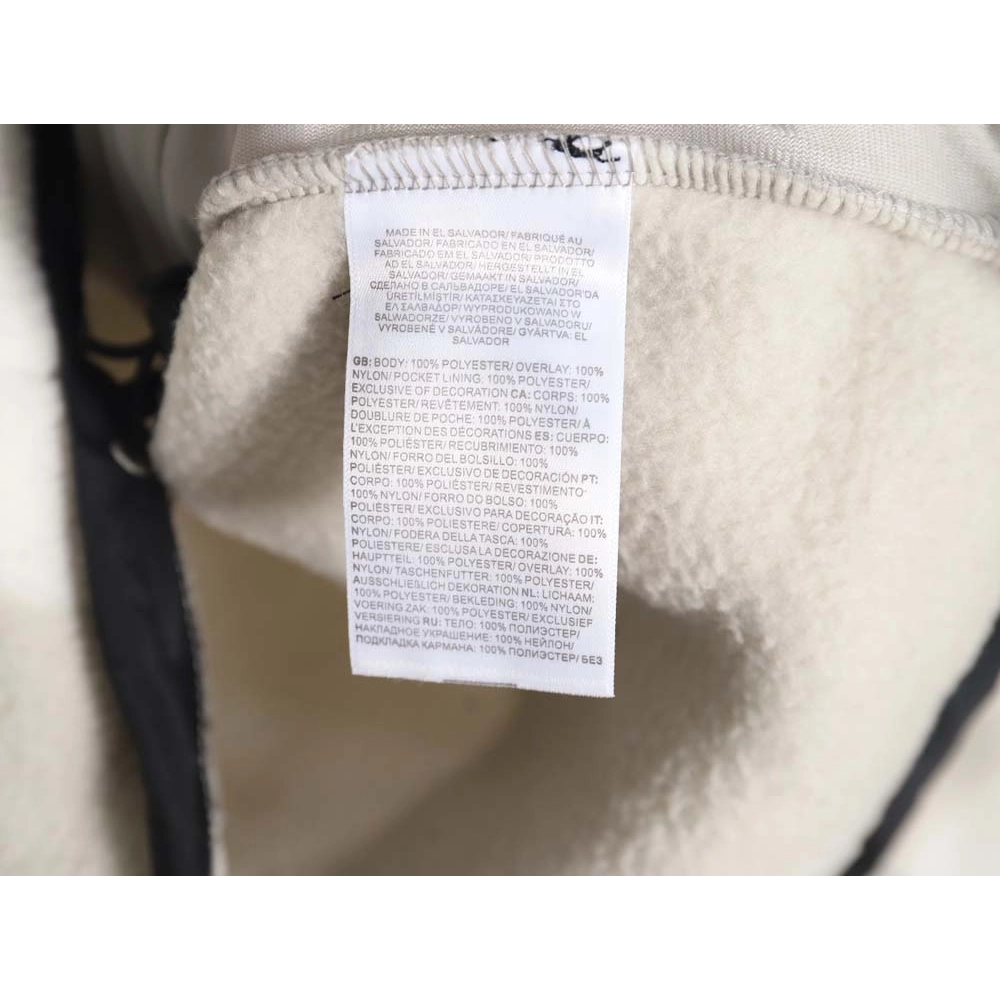 MADE IN EL SALVADOR/ FABRIQUÉ AU
SALVADOR/ FABRICADO EN EL SALVADOR/
FABRICADO EM EL SALVADOR/ PRODOTTO
AD EL SALVADOR/ HERGESTELLT IN EL
SALVADOR/ GEMAAKT IN SALVADOR/
СДЕЛАНО В САЛЬВАДОРЕ/ EL SALVADOR'DA
ÜRETİLMİŞTİR/ ΚΑΤΑΣΚΕΥΑΖΕΤΑΙ ΣΤΟ
ΕΛ ΣΑΛΒΑΔΟΡ/ WYPRODUKOWANO W
SALWADORZE/ VYROBENO V SALVADORU/
VYROBENÉ V SALVÁDORE/ GYÁRTVA: EL
SALVADOR
GB: BODY: 100% POLYESTER/ OVERLAY: 100%
NYLON/ POCKET LINING: 100% POLYESTER/
EXCLUSIVE OF DECORATION CA: CORPS: 100%
POLYESTER/ REVÊTEMENT: 100% NYLON/
DOUBLURE DE POCHE: 100% POLYESTER/ À
L'EXCEPTION DES DÉCORATIONS ES: CUERPO:
100% POLIÉSTER/ RECUBRIMIENTO: 100%
NYLON/ FORRO DEL BOLSILLO: 100%
POLIÉSTER/ EXCLUSIVO DE DECORACIÓN PT:
CORPO: 100% POLIÉSTER/ REVESTIMENTO:
100% NYLON/ FORRO DO BOLSO: 100%
POLIÉSTER/ EXCLUSIVO PARA DECORAÇÃO IT:
CORPO: 100% POLIESTERE/ COPERTURA: 100%
NYLON/ FODERA DELLA TASCA: 100%
POLIESTERE/ ESCLUSA LA DECORAZIONE DE:
HAUPTTEIL: 100% POLYESTER/ OVERLAY: 100%
NYLON/ TASCHENFUTTER: 100% POLYESTER/
AUSSCHLIEßLICH DEKORATION NL: LICHAAM:
100% POLYESTER/ BEKLEDING: 100% NYLON/
VOERING ZAK: 100% POLYESTER/ EXCLUSIEF
VERSIERING RU: ТЕЛО: 100% ПОЛИЭСТЕР/
НАКЛАДНОЕ УКРАШЕНИЕ: 100% НЕЙЛОН/
ПОДКЛАДКА КАРМАНА: 100% ПОЛИЭСТЕР/ БЕЗ